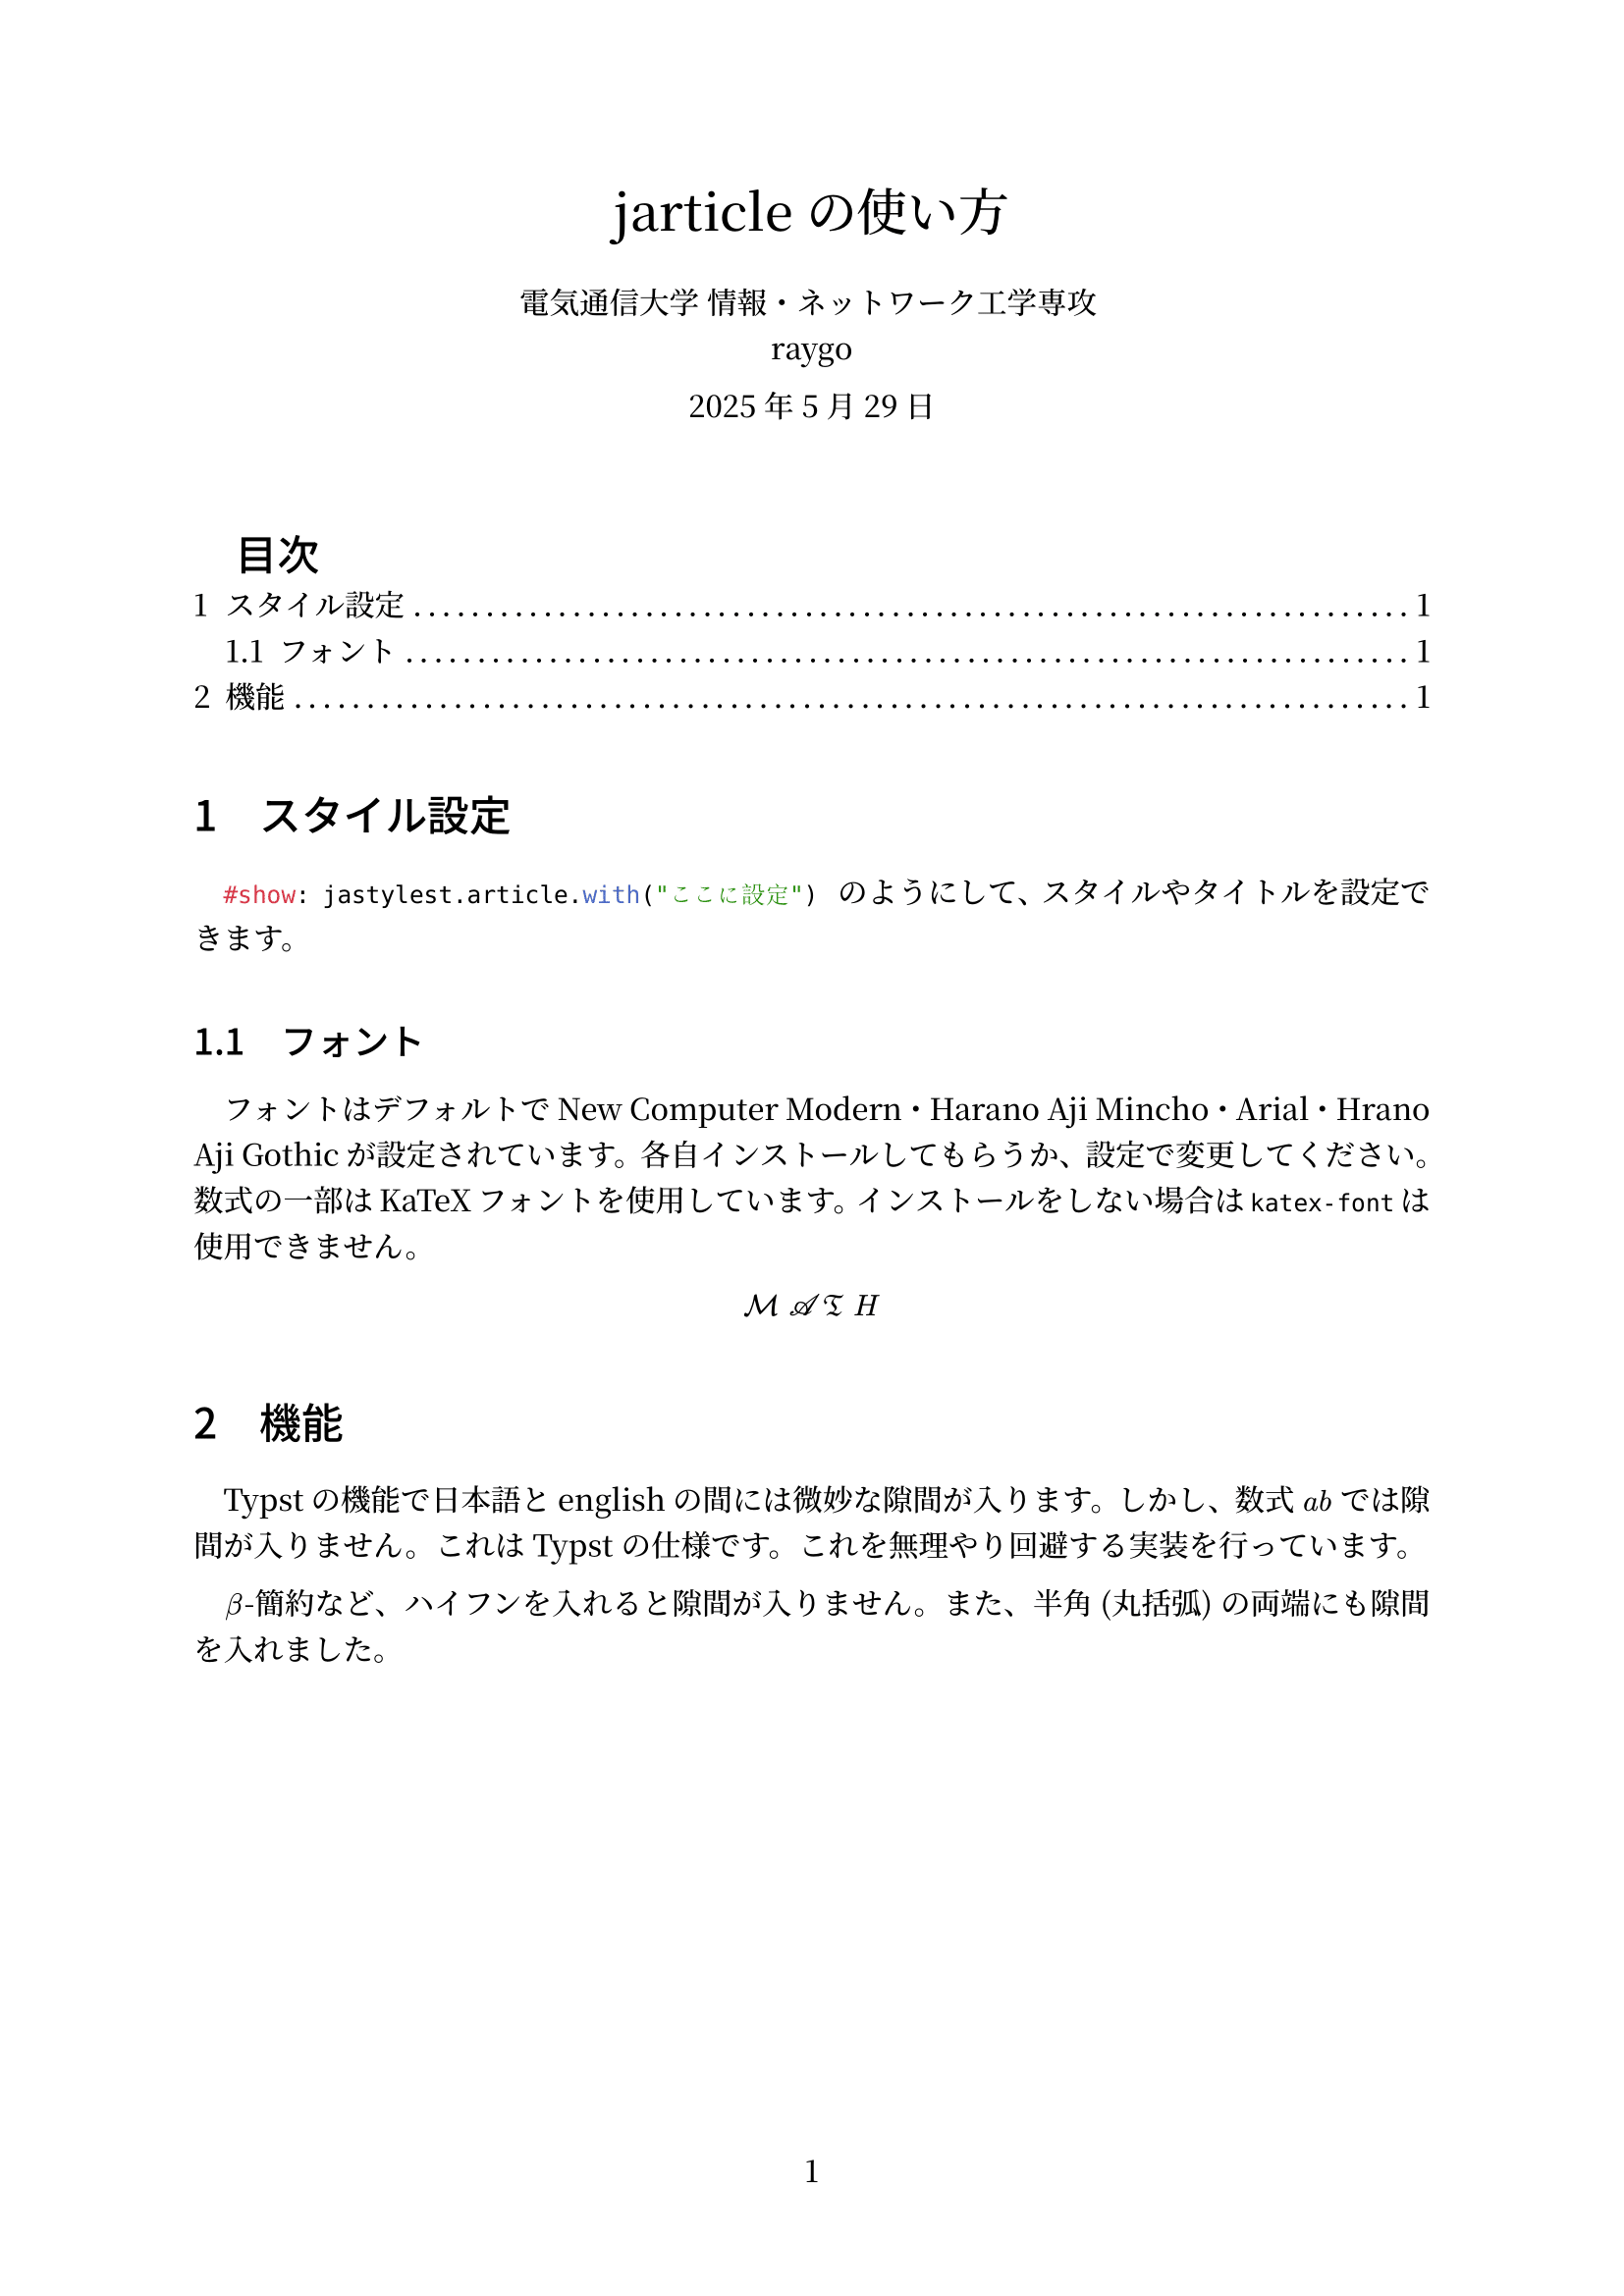 jarticle の使い方
電気通信大学 情報・ネットワーク工学専攻
raygo
2025 年 5 月 29 日
目次
1 スタイル設定 ........................................................................ 1
1.1 フォント ........................................................................ 1
2 機能 ........................................................................ 1
1 スタイル設定
#show: jastylest.article.with("ここに設定") のようにして、スタイルやタイトルを設定で
きます。
1.1 フォント
フォントはデフォルトで New Computer Modern・Harano Aji Mincho・Arial・Hrano
Aji Gothic が設定されています。各自インストールしてもらうか、設定で変更してください。
数式の一部は KaTeX フォントを使用しています。インストールをしない場合は katex-font は
使用できません。
ℳ 𝒜 𝔗 H
2 機能
Typst の機能で日本語と english の間には微妙な隙間が入ります。しかし、数式 ab では隙
間が入りません。これは Typst の仕様です。これを無理やり回避する実装を行っています。
β-簡約など、ハイフンを入れると隙間が入りません。また、半角 (丸括弧) の両端にも隙間
を入れました。
1